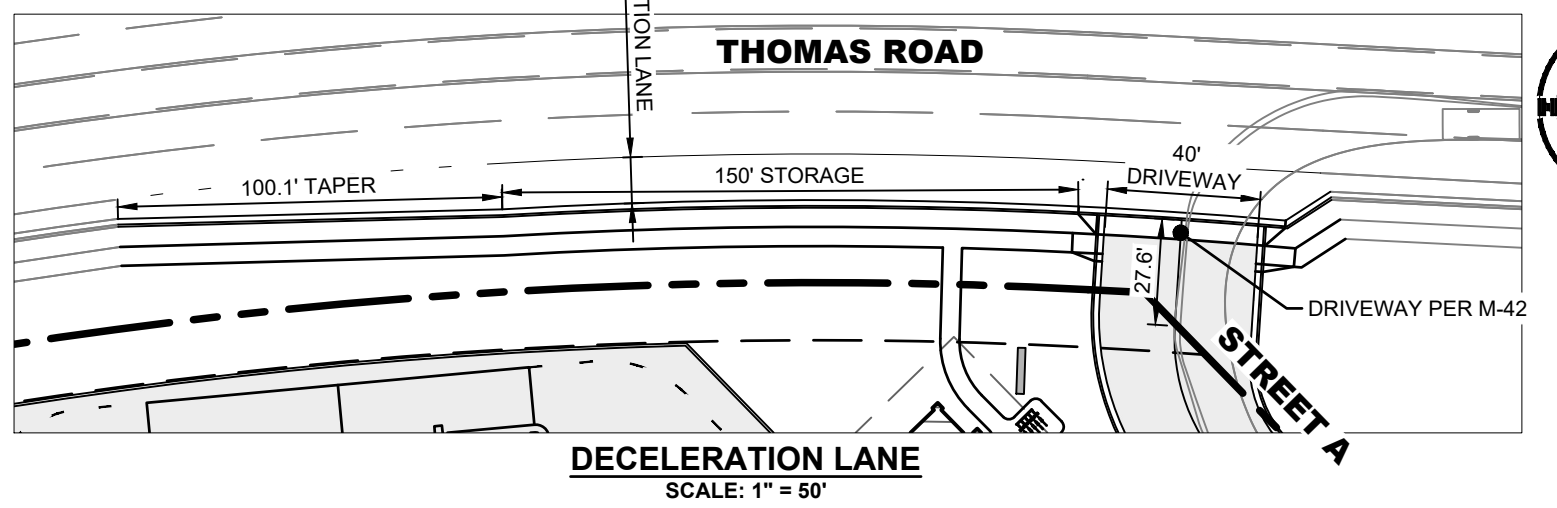 TION LANE
THOMAS ROAD
100.1' TAPER
150' STORAGE
40'
DRIVEWAY
27.6'
DRIVEWAY PER M-42
STREET A
DECELERATION LANE
SCALE: 1" = 50'